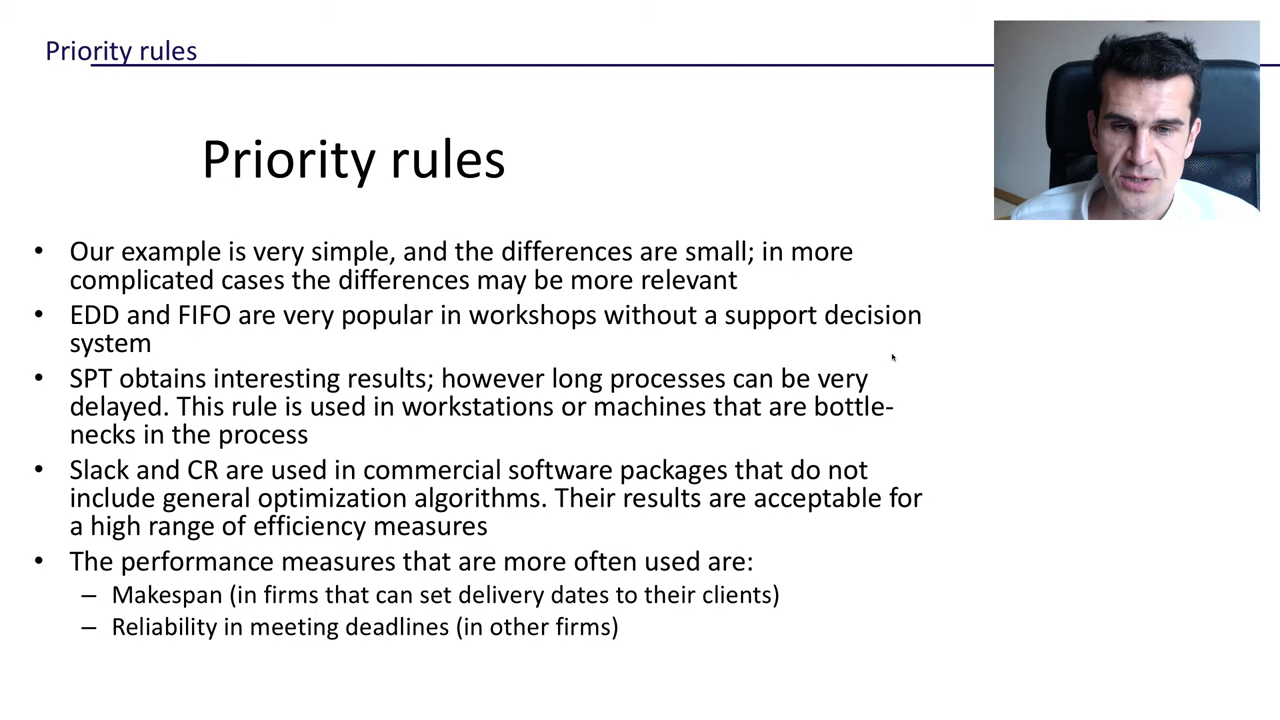 Priority rules
Priority rules
• Our example is very simple, and the differences are small; in more
complicated cases the differences may be more relevant
• EDD and FIFO are very popular in workshops without a support decision
system
• SPT obtains interesting results; however long processes can be very
delayed. This rule is used in workstations or machines that are bottle-
necks in the process
• Slack and CR are used in commercial software packages that do not
include general optimization algorithms. Their results are acceptable for
a high range of efficiency measures
• The performance measures that are more often used are:
– Makespan (in firms that can set delivery dates to their clients)
– Reliability in meeting deadlines (in other firms)